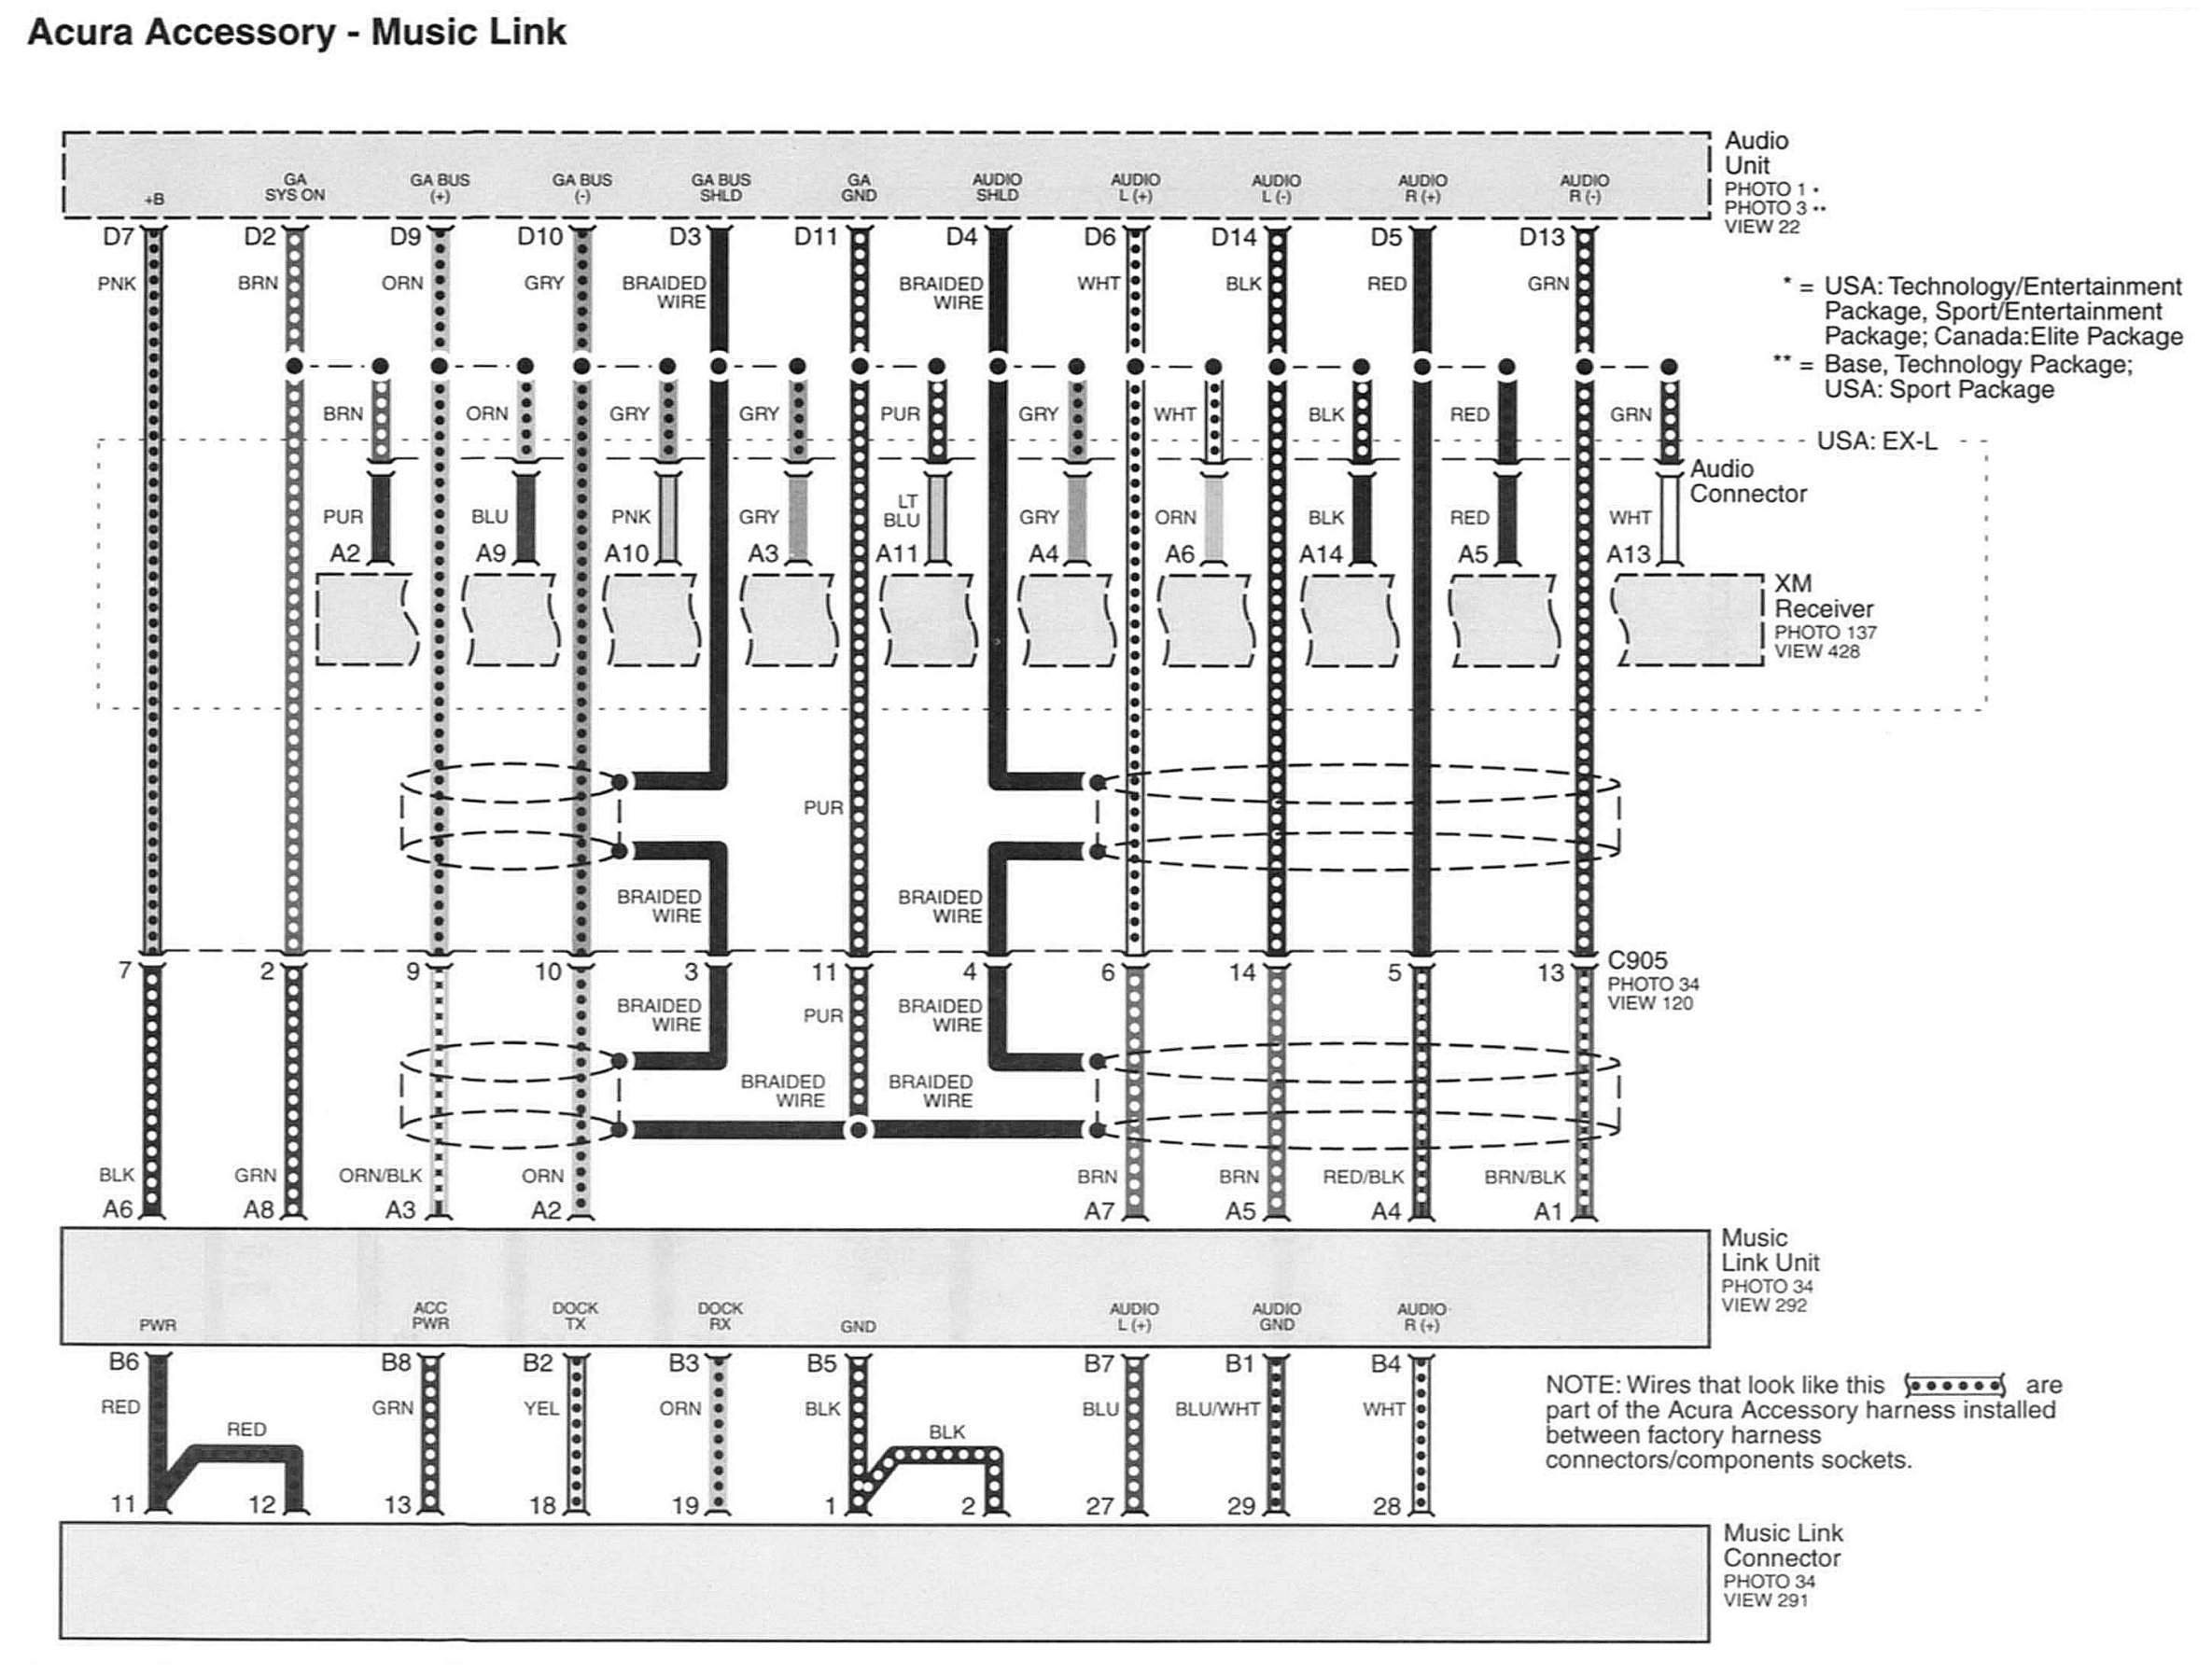 Acura Accessory - Music Link
Audio
Unit
PHOTO 1 *
PHOTO 3 **
VIEW 22
+B
GA
SYS ON
GA BUS
(+)
GA BUS
(-)
GA BUS
SHLD
GA
GND
AUDIO
SHLD
AUDIO
L (+)
AUDIO
L (-)
AUDIO
R (+)
AUDIO
R (-)
D7 D2 D9 D10 D3 D11 D4 D6 D14 D5 D13
PNK BRN ORN GRY BRAIDED WIRE BRAIDED WIRE WHT BLK RED GRN
* = USA: Technology/Entertainment
Package, Sport/Entertainment
Package; Canada:Elite Package
** = Base, Technology Package;
USA: Sport Package
BRN ORN GRY GRY PUR GRY WHT BLK RED GRN
USA: EX-L
Audio
Connector
PUR BLU PNK GRY LT BLU GRY ORN BLK RED WHT
A2 A9 A10 A3 A11 A4 A6 A14 A5 A13
XM
Receiver
PHOTO 137
VIEW 428
PUR
BRAIDED WIRE BRAIDED WIRE
7 2 9 10 3 11 4 6 14 5 13
C905
PHOTO 34
VIEW 120
BRAIDED WIRE PUR BRAIDED WIRE
BRAIDED WIRE BRAIDED WIRE
BLK GRN ORN/BLK ORN BRN BRN RED/BLK BRN/BLK
A6 A8 A3 A2 A7 A5 A4 A1
Music
Link Unit
PHOTO 34
VIEW 292
PWR
ACC
PWR
DOCK
TX
DOCK
RX
GND
AUDIO
L (+)
AUDIO
GND
AUDIO
R (+)
B6 B8 B2 B3 B5 B7 B1 B4
RED GRN YEL ORN BLK BLU BLU/WHT WHT
RED BLK
11 12 13 18 19 1 2 27 29 28
NOTE: Wires that look like this are
part of the Acura Accessory harness installed
between factory harness
connectors/components sockets.
Music Link
Connector
PHOTO 34
VIEW 291